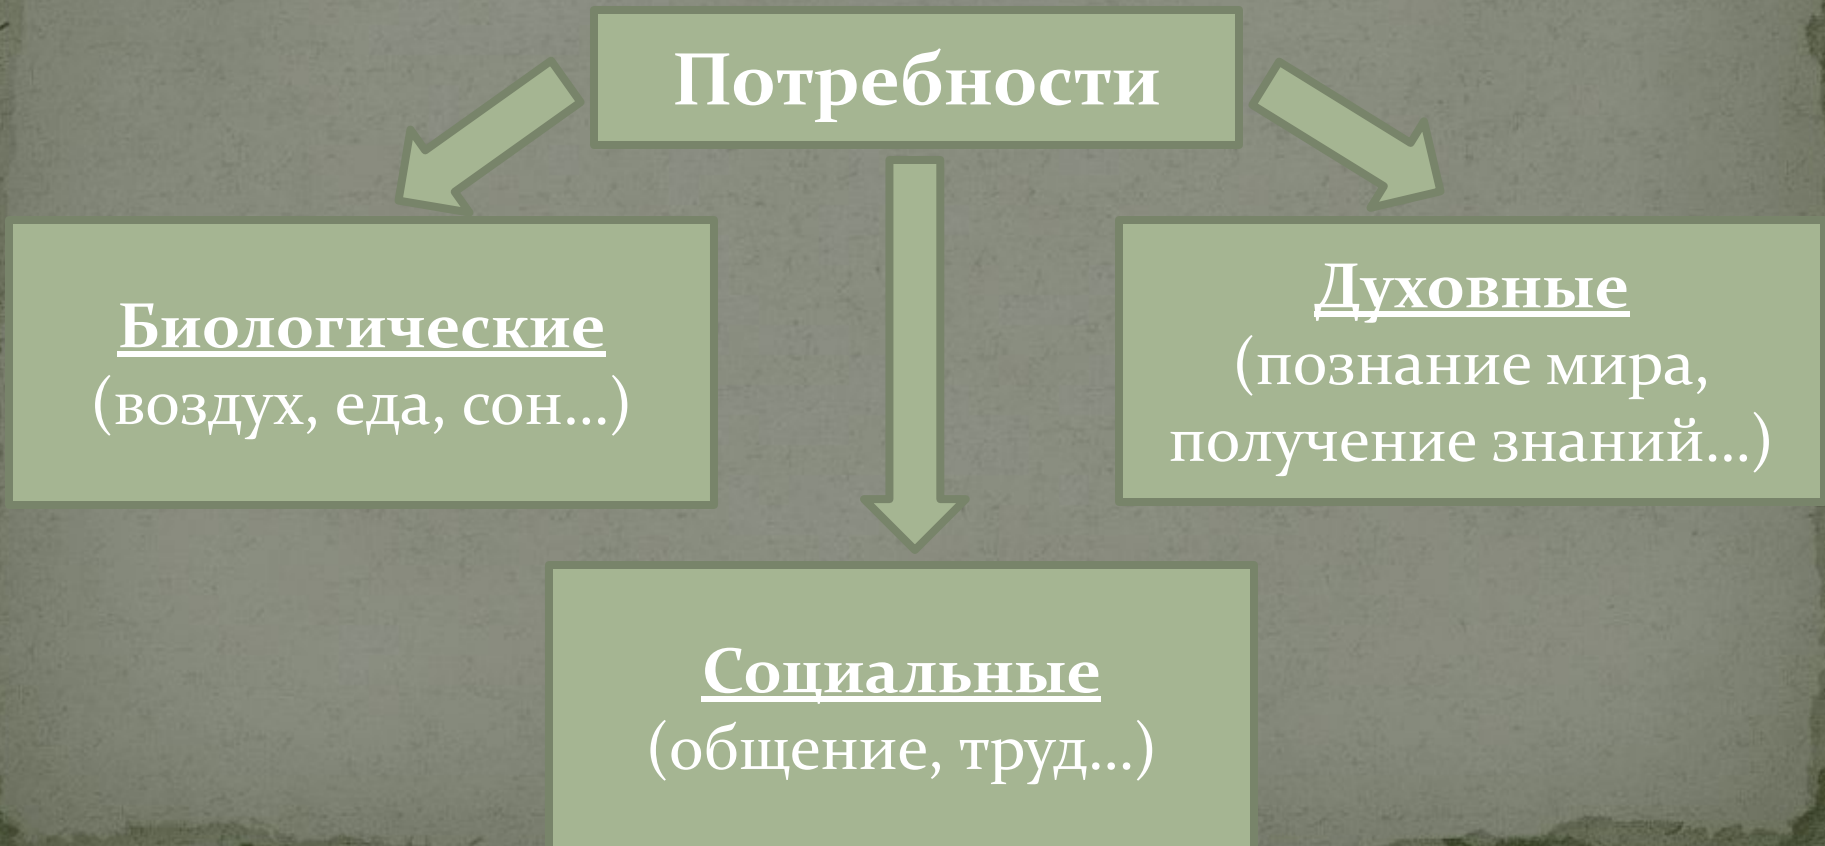 Потребности
Биологические
(воздух, еда, сон...)
Духовные
(познание мира,
получение знаний...)
Социальные
(общение, труд...)